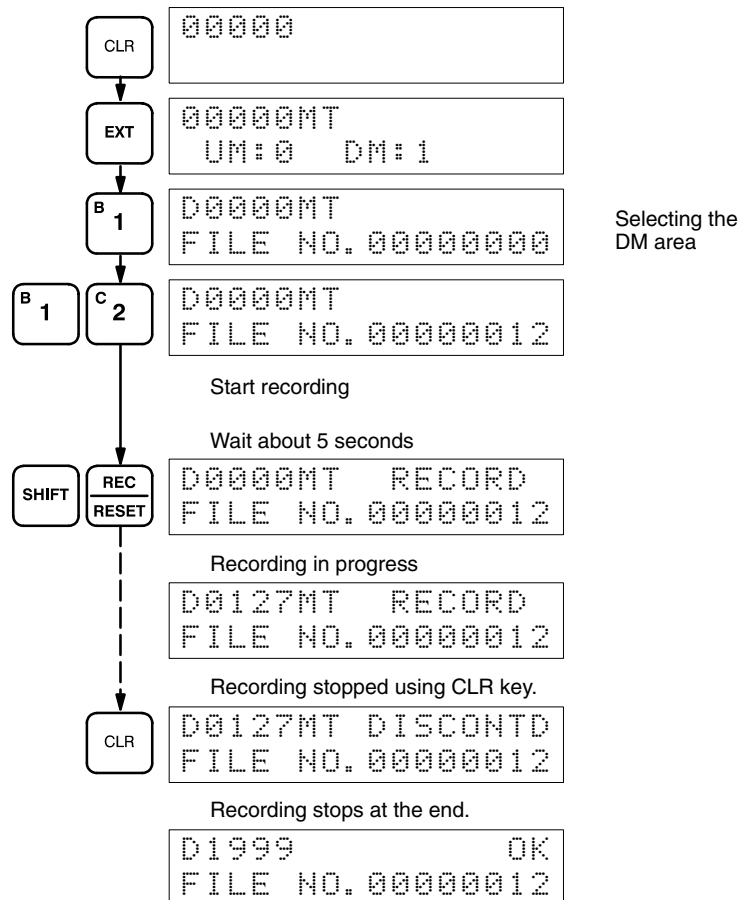 CLR
00000
EXT
00000MT
UM:0 DM:1
B 1
D0000MT
FILE NO.00000000
Selecting the
DM area
B 1 C 2
D0000MT
FILE NO.00000012
Start recording
Wait about 5 seconds
SHIFT REC
RESET
D0000MT RECORD
FILE NO.00000012
Recording in progress
D0127MT RECORD
FILE NO.00000012
Recording stopped using CLR key.
CLR
D0127MT DISCONTD
FILE NO.00000012
Recording stops at the end.
D1999 OK
FILE NO.00000012